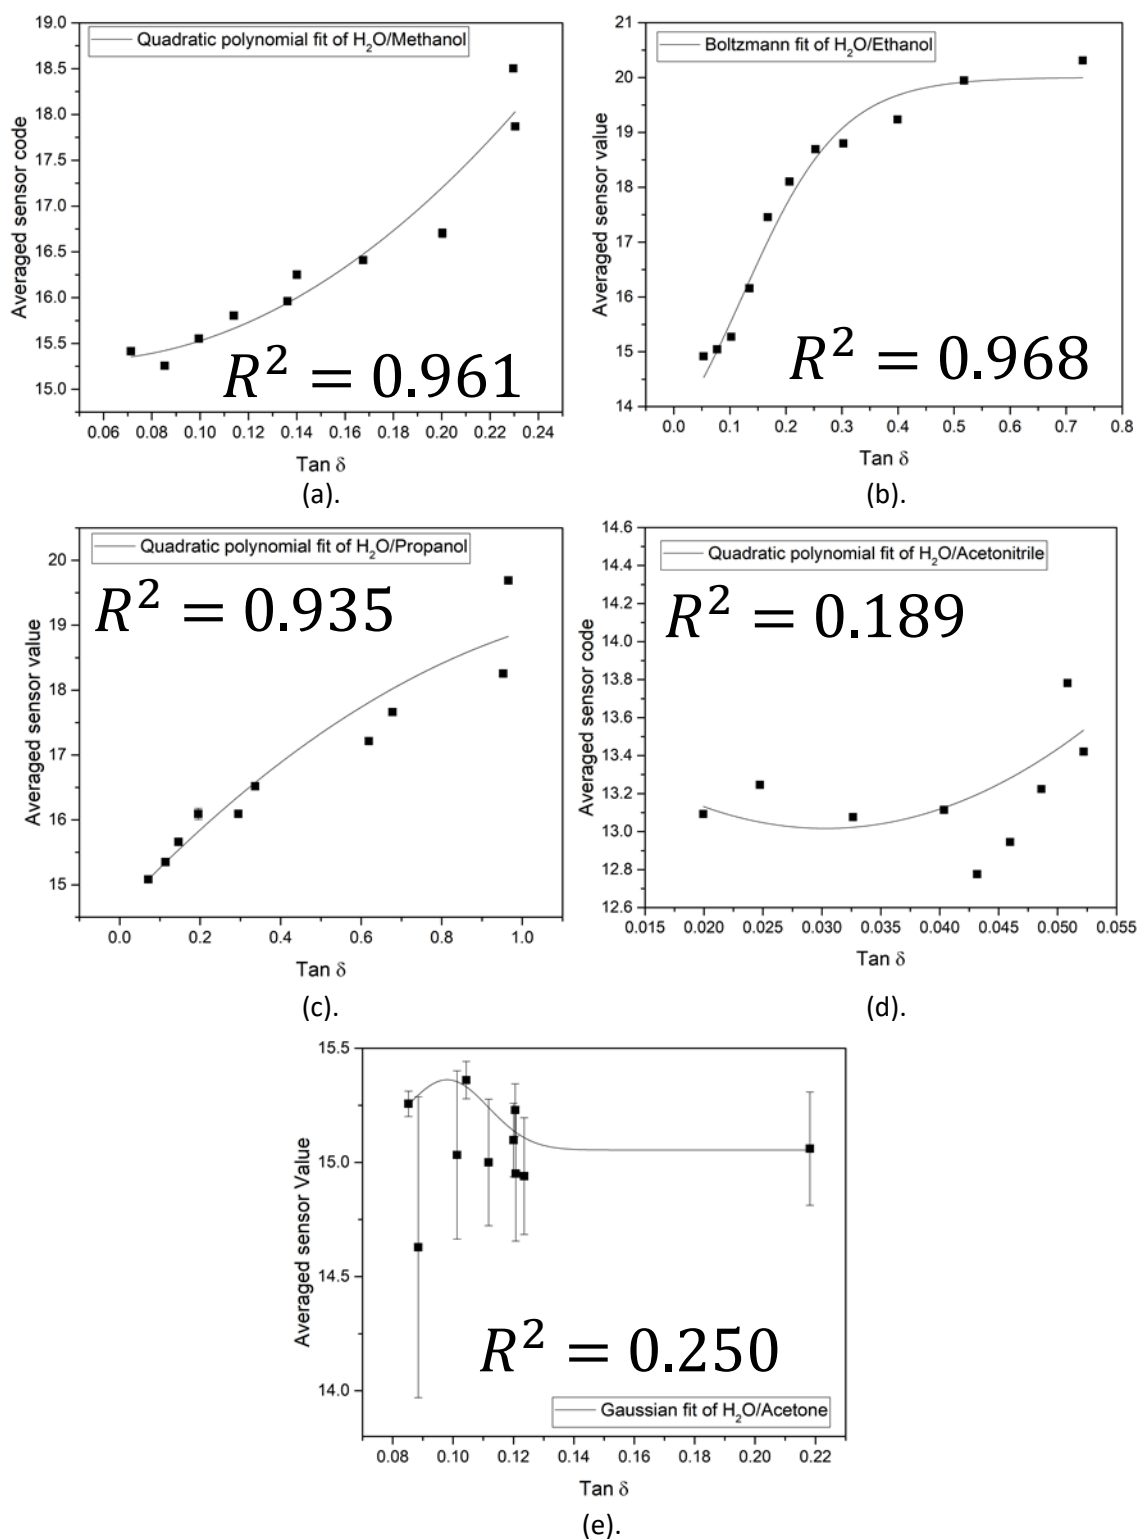 Quadratic polynomial fit of H₂O/Methanol
19.0
18.5
18.0
17.5
17.0
16.5
16.0
15.5
15.0
Averaged sensor code
R² = 0.961
0.06 0.08 0.10 0.12 0.14 0.16 0.18 0.20 0.22 0.24
Tan δ
(a).
Boltzmann fit of H₂O/Ethanol
21
20
19
18
17
16
15
14
Averaged sensor value
R² = 0.968
0.0 0.1 0.2 0.3 0.4 0.5 0.6 0.7 0.8
Tan δ
(b).
Quadratic polynomial fit of H₂O/Propanol
20
19
18
17
16
15
Averaged sensor value
R² = 0.935
0.0 0.2 0.4 0.6 0.8 1.0
Tan δ
(c).
Quadratic polynomial fit of H₂O/Acetonitrile
14.6
14.4
14.2
14.0
13.8
13.6
13.4
13.2
13.0
12.8
12.6
Averaged sensor code
R² = 0.189
0.015 0.020 0.025 0.030 0.035 0.040 0.045 0.050 0.055
Tan δ
(d).
15.5
15.0
14.5
14.0
Averaged sensor Value
R² = 0.250
Gaussian fit of H₂O/Acetone
0.08 0.10 0.12 0.14 0.16 0.18 0.20 0.22
Tan δ
(e).